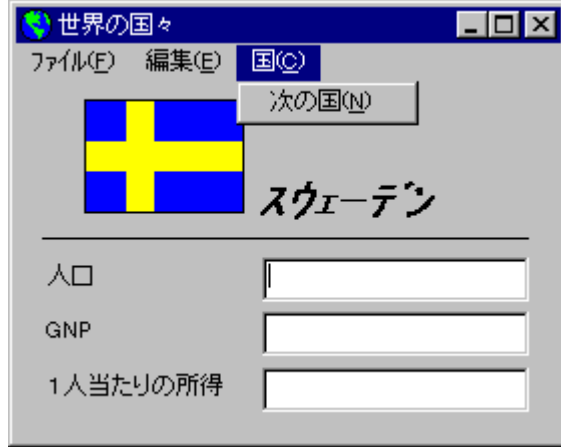 世界の国々
ファイル(F) 編集(E) 国(C)
次の国(N)
スウェーデン
人口
GNP
1人当たりの所得